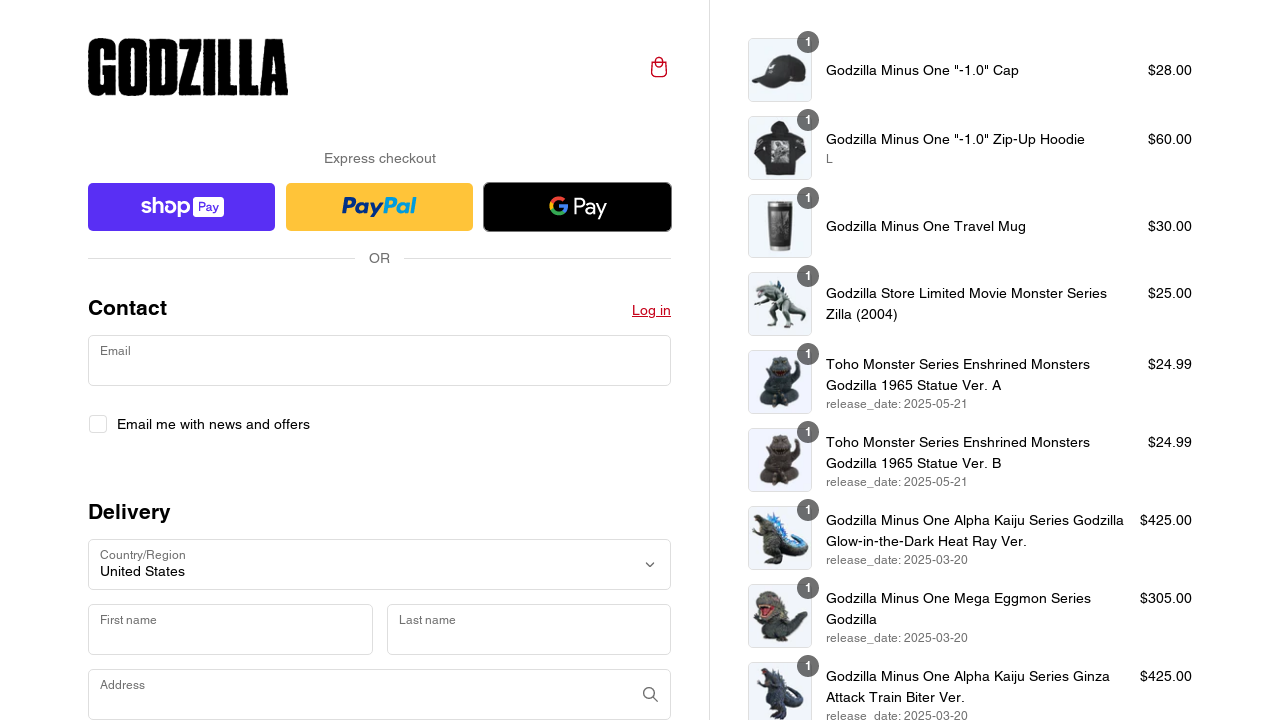 GODZILLA
Express checkout
shop Pay
PayPal
G Pay
OR
Contact
Log in
Email
Email me with news and offers
Delivery
Country/Region
United States
First name
Last name
Address
1
Godzilla Minus One "-1.0" Cap
$28.00
1
Godzilla Minus One "-1.0" Zip-Up Hoodie
$60.00
L
1
Godzilla Minus One Travel Mug
$30.00
1
Godzilla Store Limited Movie Monster Series
$25.00
Zilla (2004)
1
Toho Monster Series Enshrined Monsters
$24.99
Godzilla 1965 Statue Ver. A
release_date: 2025-05-21
1
Toho Monster Series Enshrined Monsters
$24.99
Godzilla 1965 Statue Ver. B
release_date: 2025-05-21
1
Godzilla Minus One Alpha Kaiju Series Godzilla
$425.00
Glow-in-the-Dark Heat Ray Ver.
release_date: 2025-03-20
1
Godzilla Minus One Mega Eggmon Series
$305.00
Godzilla
release_date: 2025-03-20
1
Godzilla Minus One Alpha Kaiju Series Ginza
$425.00
Attack Train Biter Ver.
release_date: 2025-03-20